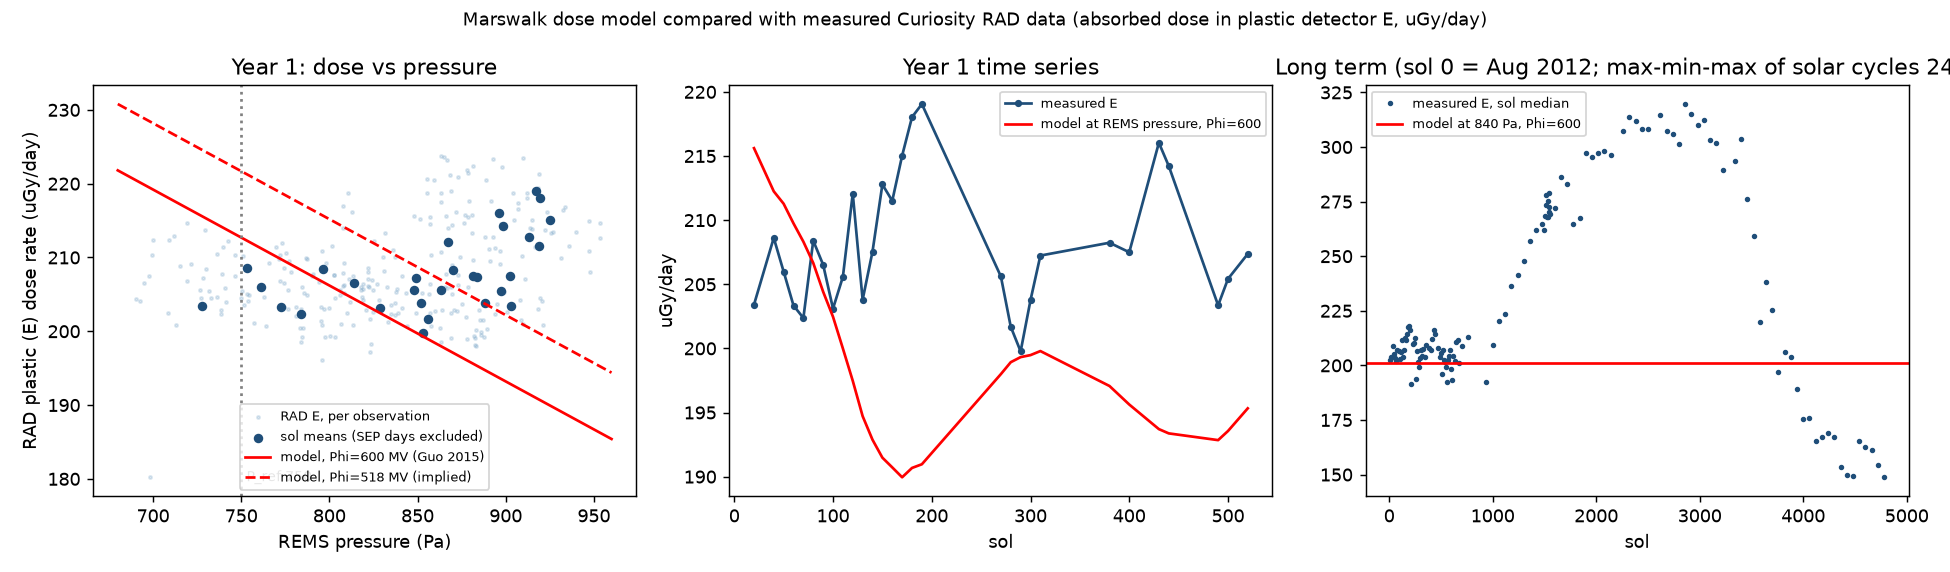 Marswalk dose model compared with measured Curiosity RAD data (absorbed dose in plastic detector E, uGy/day)
Year 1: dose vs pressure
RAD plastic (E) dose rate (uGy/day)
230
220
210
200
190
180
RAD E, per observation
sol means (SEP days excluded)
model, Phi=600 MV (Guo 2015)
model, Phi=518 MV (implied)
700
750
800
850
900
950
REMS pressure (Pa)
Year 1 time series
uGy/day
220
215
210
205
200
195
190
measured E
model at REMS pressure, Phi=600
0
100
200
300
400
500
sol
Long term (sol 0 = Aug 2012; max-min-max of solar cycles 24
325
300
275
250
225
200
175
150
measured E, sol median
model at 840 Pa, Phi=600
0
1000
2000
3000
4000
5000
sol